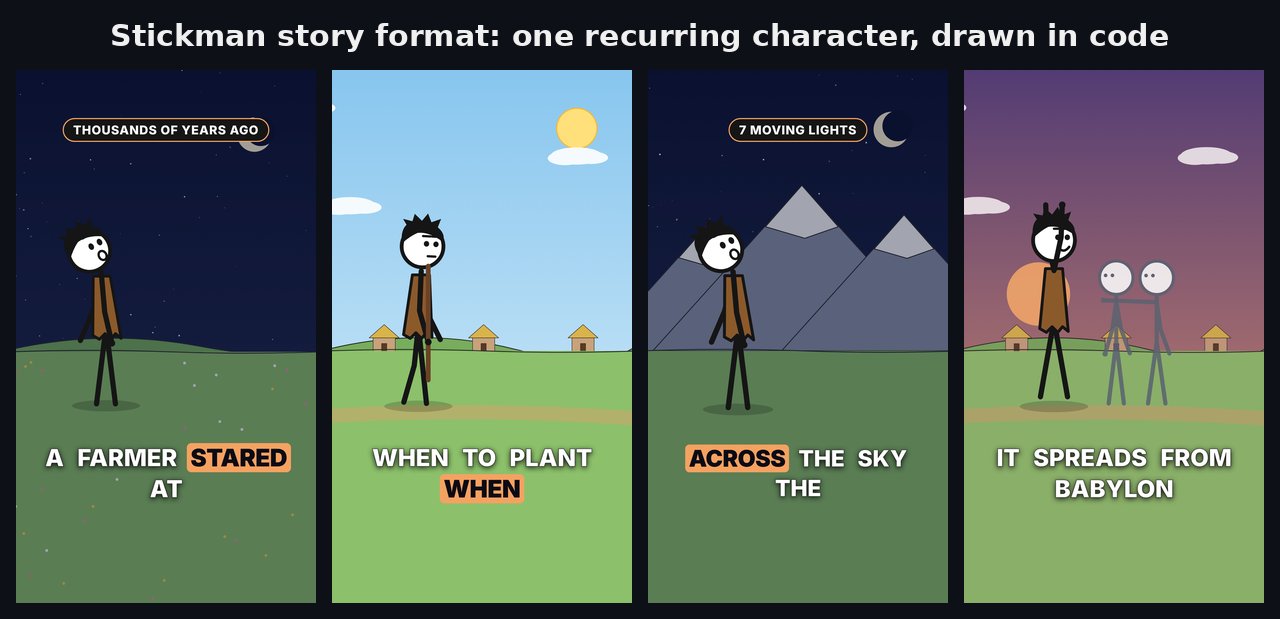 Stickman story format: one recurring character, drawn in code
THOUSANDS OF YEARS AGO
A FARMER STARED
AT
WHEN TO PLANT
WHEN
7 MOVING LIGHTS
ACROSS THE SKY
THE
IT SPREADS FROM
BABYLON